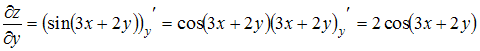 ∂z/∂y = (sin(3x + 2y))′_y = cos(3x + 2y)(3x + 2y)_y′ = 2 cos(3x + 2y)